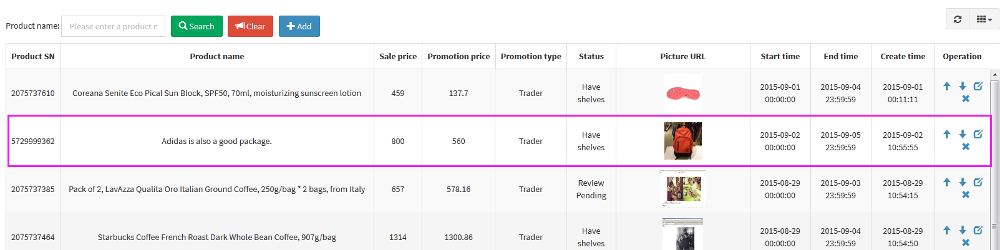 Product name: Please enter a product n Search Clear Add
Product SN Product name Sale price Promotion price Promotion type Status Picture URL Start time End time Create time Operation
2075737610 Coreana Senite Eco Pical Sun Block, SPF50, 70ml, moisturizing sunscreen lotion 459 137.7 Trader Have shelves 2015-09-01 00:00:00 2015-09-04 23:59:59 2015-09-01 00:11:11
5729999362 Adidas is also a good package. 800 560 Trader Have shelves 2015-09-02 00:00:00 2015-09-05 23:59:59 2015-09-02 10:55:55
2075737385 Pack of 2, LavAzza Qualita Oro Italian Ground Coffee, 250g/bag * 2 bags, from Italy 657 578.16 Trader Review Pending 2015-08-29 00:00:00 2015-09-03 23:59:59 2015-08-29 10:54:15
2075737464 Starbucks Coffee French Roast Dark Whole Bean Coffee, 907g/bag 1314 1300.86 Trader Have shelves 2015-08-29 00:00:00 2015-09-04 23:59:59 2015-08-29 10:54:50